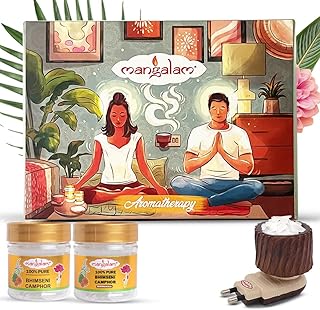 mangalam
Aromatherapy
mangalam
100% PURE
BHIMSENI
CAMPHOR
mangalam
100% PURE
BHIMSENI
CAMPHOR